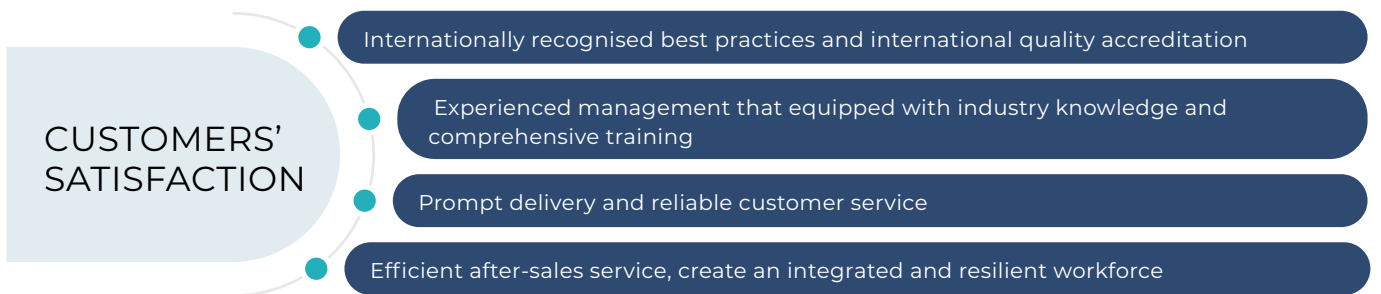 CUSTOMERS’
SATISFACTION
Internationally recognised best practices and international quality accreditation
Experienced management that equipped with industry knowledge and
comprehensive training
Prompt delivery and reliable customer service
Efficient after-sales service, create an integrated and resilient workforce